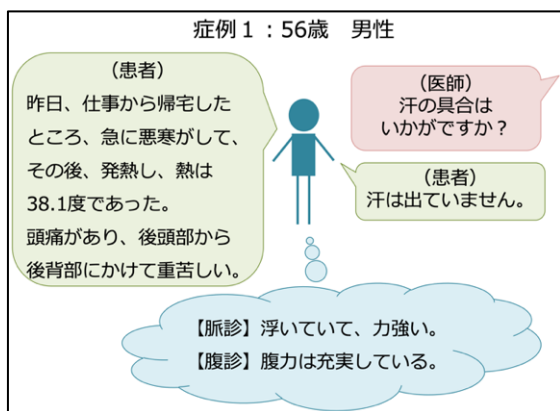 症例１：56歳　男性
（患者）
昨日、仕事から帰宅した
ところ、急に悪寒がして、
その後、発熱し、熱は
38.1度であった。
頭痛があり、後頭部から
後背部にかけて重苦しい。
（医師）
汗の具合は
いかがですか？
（患者）
汗は出ていません。
【脈診】浮いていて、力強い。
【腹診】腹力は充実している。